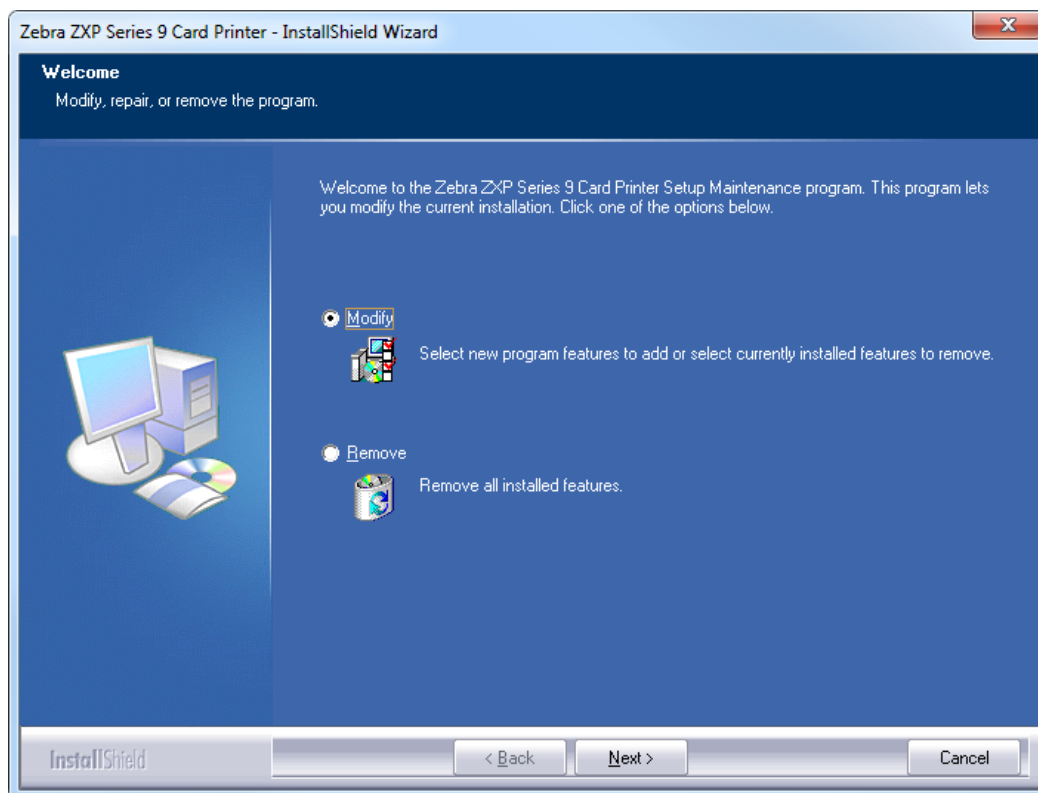 Zebra ZXP Series 9 Card Printer - InstallShield Wizard
Welcome
Modify, repair, or remove the program.
Welcome to the Zebra ZXP Series 9 Card Printer Setup Maintenance program. This program lets
you modify the current installation. Click one of the options below.
Modify
Select new program features to add or select currently installed features to remove.
Remove
Remove all installed features.
InstallShield
< Back
Next >
Cancel